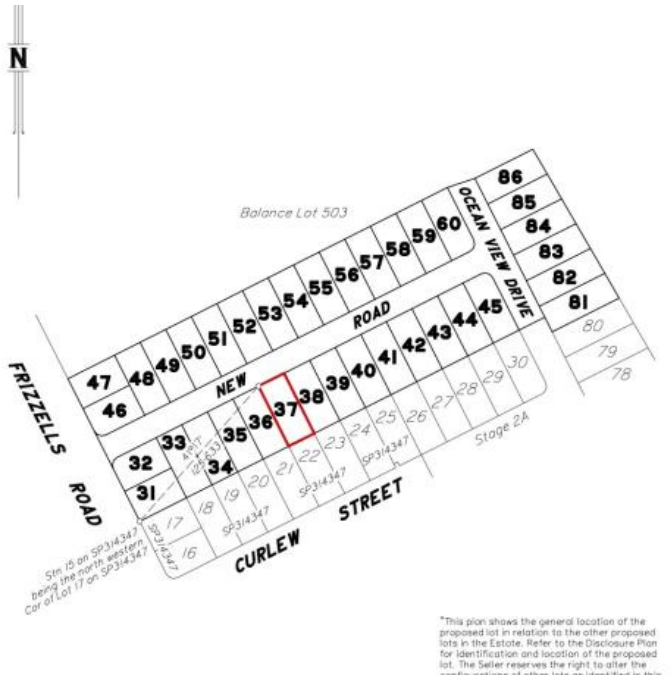 N
Balance Lot 503
86
85
84
83
82
81
80
79
78
OCEAN VIEW DRIVE
60
59
58
57
56
55
54
53
52
51
50
49
48
47
46
NEW ROAD
45
44
43
42
41
40
39
38
37
36
35
34
33
32
31
FRIZZELLS ROAD
30
29
28
27
26
25
24
23
22
21
20
19
18
17
16
SP314347
SP314347
SP314347
SP314347
Stage 2A
CURLEW STREET
Stn 15 on SP314347
being the north western
Cor of Lot 17 on SP314347
*This plan shows the general location of the
proposed lot in relation to the other proposed
lots in the Estate. Refer to the Disclosure Plan
for identification and location of the proposed
lot. The Seller reserves the right to alter the